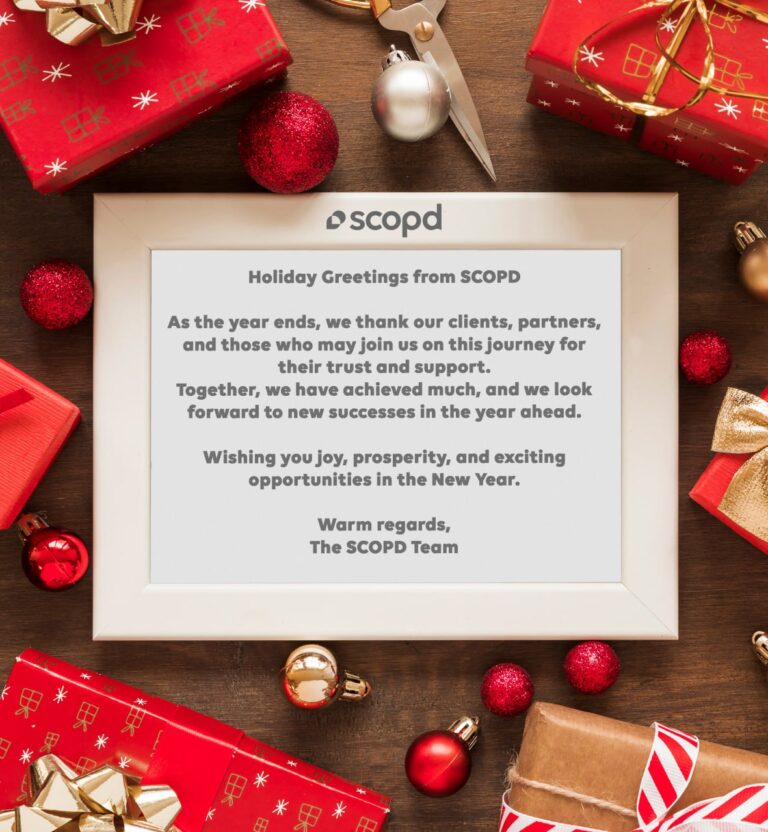 scopd
Holiday Greetings from SCOPD
As the year ends, we thank our clients, partners,
and those who may join us on this journey for
their trust and support.
Together, we have achieved much, and we look
forward to new successes in the year ahead.
Wishing you joy, prosperity, and exciting
opportunities in the New Year.
Warm regards,
The SCOPD Team